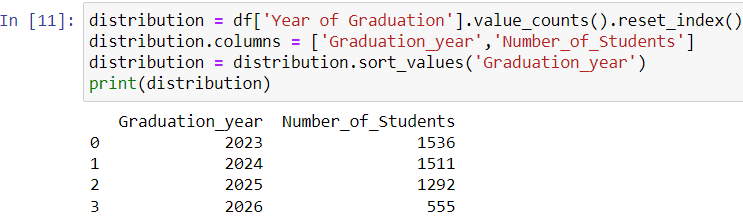 In [11]: distribution = df['Year of Graduation'].value_counts().reset_index()
distribution.columns = ['Graduation_year','Number_of_Students']
distribution = distribution.sort_values('Graduation_year')
print(distribution)
Graduation_year Number_of_Students
0 2023 1536
1 2024 1511
2 2025 1292
3 2026 555